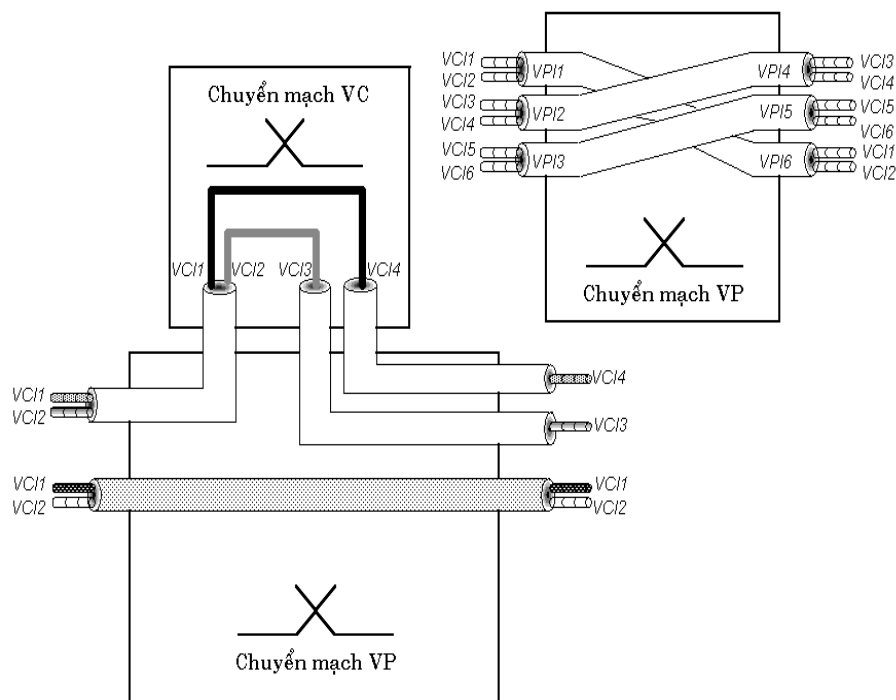 Chuyển mạch VC
VCI1
VCI2
VCI3
VCI4
VCI1
VCI2
VCI4
VCI3
VCI1
VCI2
VCI1
VCI2
Chuyển mạch VP
VCI1
VCI2
VCI3
VCI4
VCI5
VCI6
VPI1
VPI2
VPI3
VPI4
VPI5
VPI6
VCI3
VCI4
VCI5
VCI6
VCI1
VCI2
Chuyển mạch VP